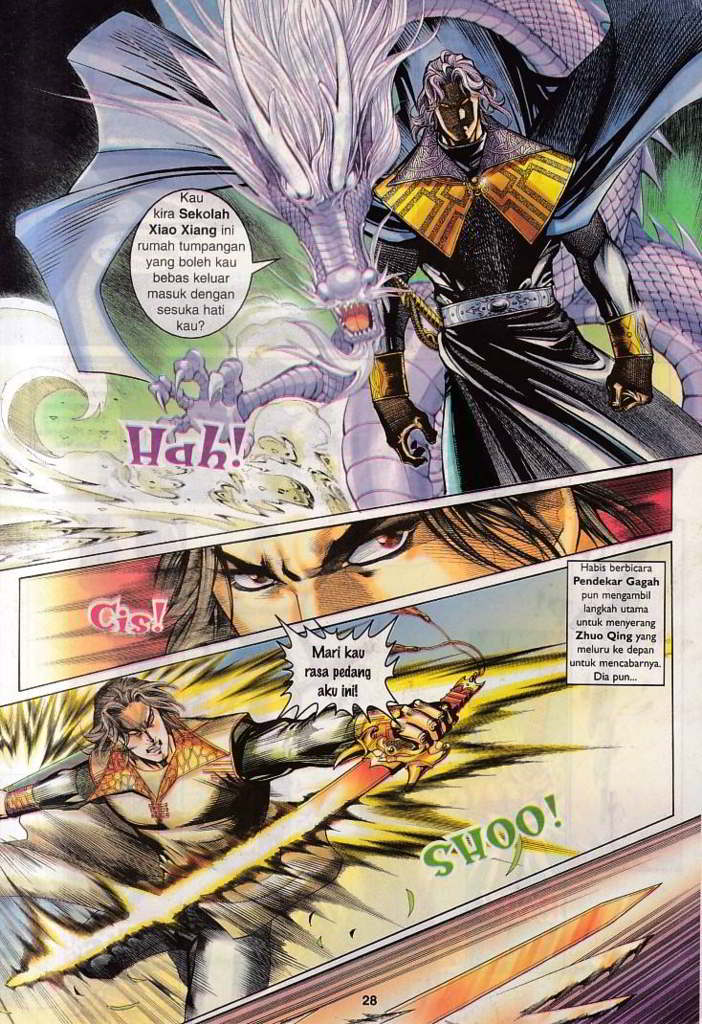 Kau
kira Sekolah
Xiao Xiang ini
rumah tumpangan
yang boleh kau
bebas keluar
masuk dengan
sesuka hati
kau?
Hah!
Cis!
Habis berbicara
Pendekar Gagah
pun mengambil
langkah utama
untuk menyerang
Zhuo Qing yang
meluru ke depan
untuk mencabarnya.
Dia pun...
Mari kau
rasa pedang
aku ini!
SHOO!
28